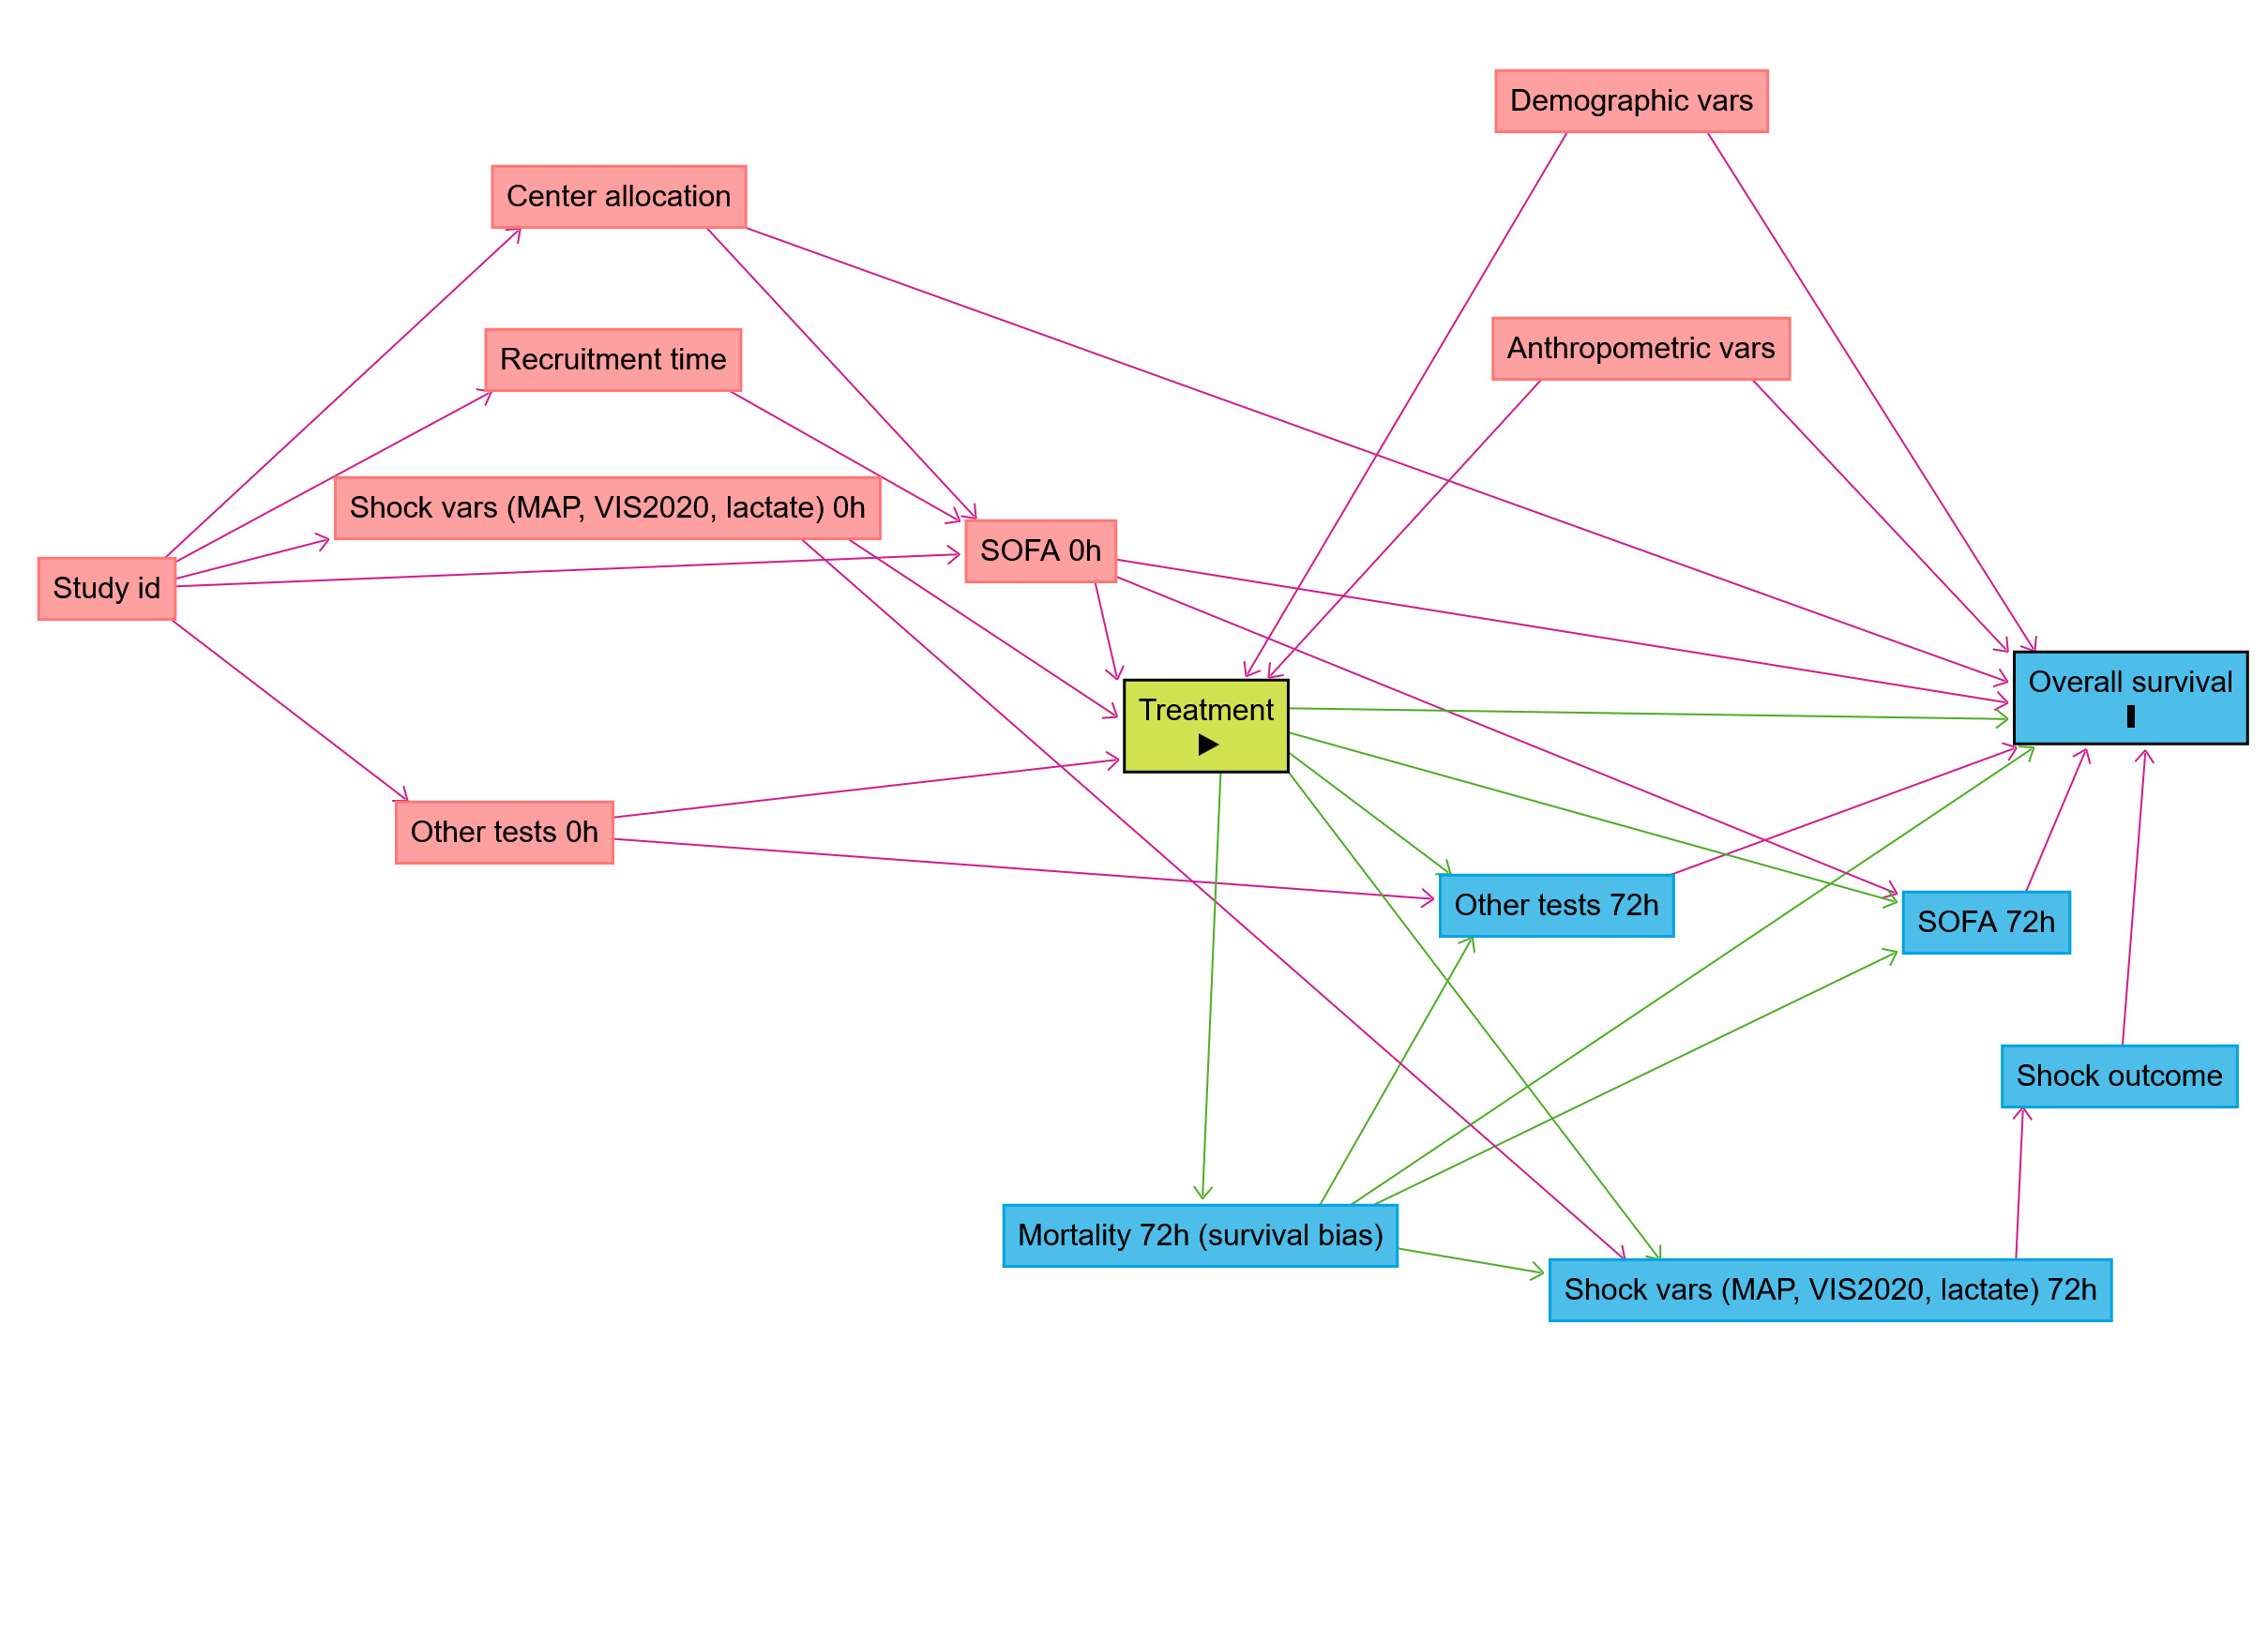 Demographic vars
Center allocation
Anthropometric vars
Recruitment time
Shock vars (MAP, VIS2020, lactate) 0h
SOFA 0h
Study id
Overall survival
Treatment
Other tests 0h
Other tests 72h
SOFA 72h
Shock outcome
Mortality 72h (survival bias)
Shock vars (MAP, VIS2020, lactate) 72h